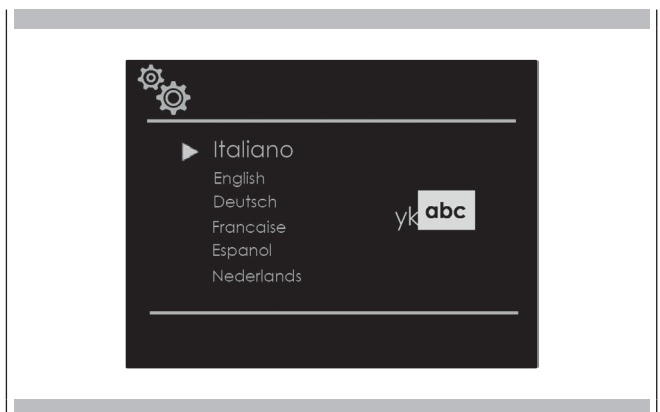 Italiano
English
Deutsch
Francaise
Espanol
Nederlands
yk abc